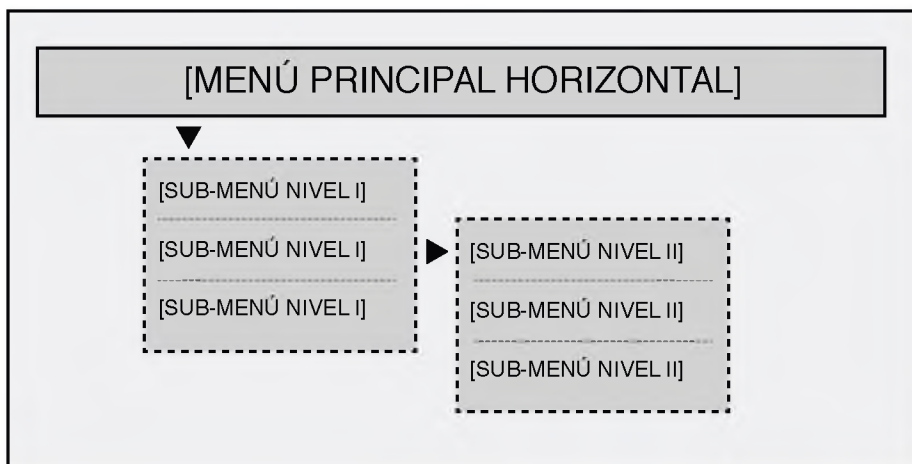 [MENÚ PRINCIPAL HORIZONTAL]
[SUB-MENÚ NIVEL I]
[SUB-MENÚ NIVEL I]
[SUB-MENÚ NIVEL I]
[SUB-MENÚ NIVEL II]
[SUB-MENÚ NIVEL II]
[SUB-MENÚ NIVEL II]